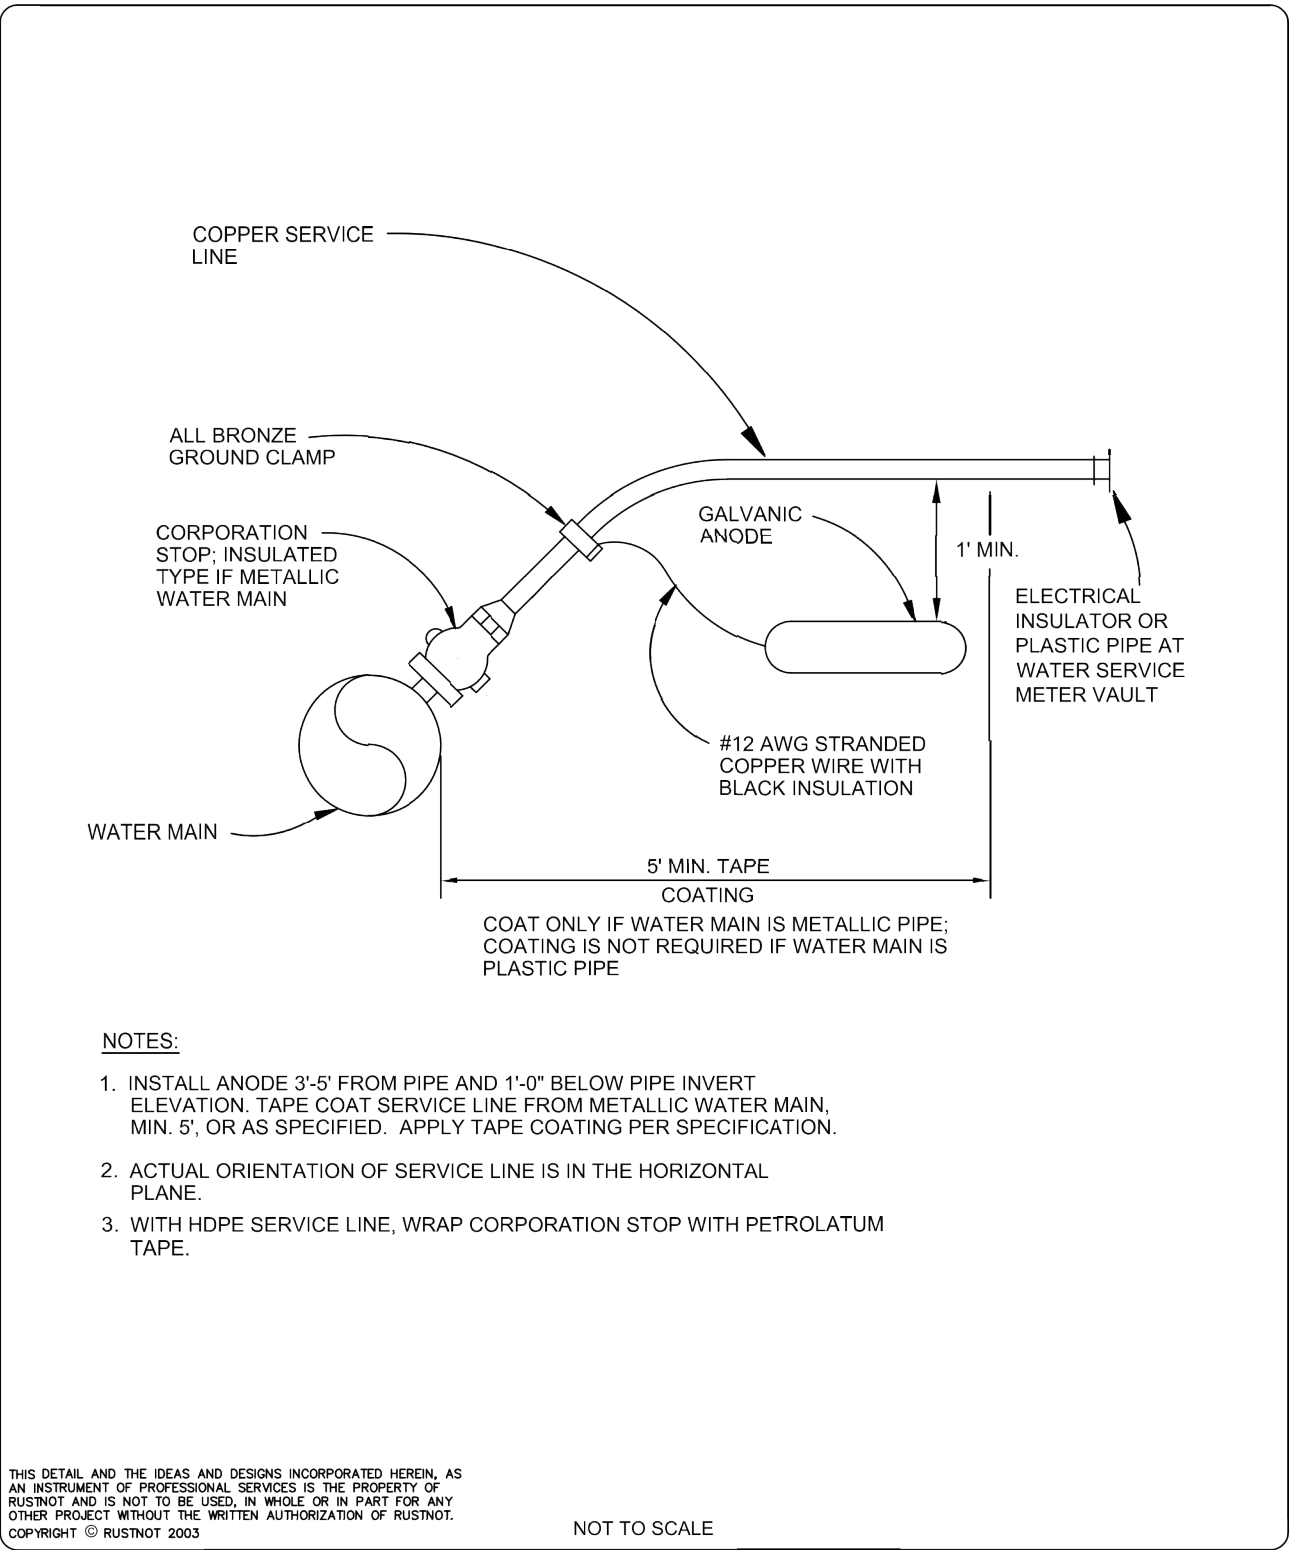 COPPER SERVICE
LINE
ALL BRONZE
GROUND CLAMP
CORPORATION
STOP; INSULATED
TYPE IF METALLIC
WATER MAIN
GALVANIC
ANODE
1' MIN.
ELECTRICAL
INSULATOR OR
PLASTIC PIPE AT
WATER SERVICE
METER VAULT
#12 AWG STRANDED
COPPER WIRE WITH
BLACK INSULATION
WATER MAIN
5' MIN. TAPE
COATING
COAT ONLY IF WATER MAIN IS METALLIC PIPE;
COATING IS NOT REQUIRED IF WATER MAIN IS
PLASTIC PIPE
NOTES:
1. INSTALL ANODE 3'-5' FROM PIPE AND 1'-0" BELOW PIPE INVERT
ELEVATION. TAPE COAT SERVICE LINE FROM METALLIC WATER MAIN,
MIN. 5', OR AS SPECIFIED. APPLY TAPE COATING PER SPECIFICATION.
2. ACTUAL ORIENTATION OF SERVICE LINE IS IN THE HORIZONTAL
PLANE.
3. WITH HDPE SERVICE LINE, WRAP CORPORATION STOP WITH PETROLATUM
TAPE.
THIS DETAIL AND THE IDEAS AND DESIGNS INCORPORATED HEREIN, AS
AN INSTRUMENT OF PROFESSIONAL SERVICES IS THE PROPERTY OF
RUSTNOT AND IS NOT TO BE USED, IN WHOLE OR IN PART FOR ANY
OTHER PROJECT WITHOUT THE WRITTEN AUTHORIZATION OF RUSTNOT.
COPYRIGHT © RUSTNOT 2003
NOT TO SCALE